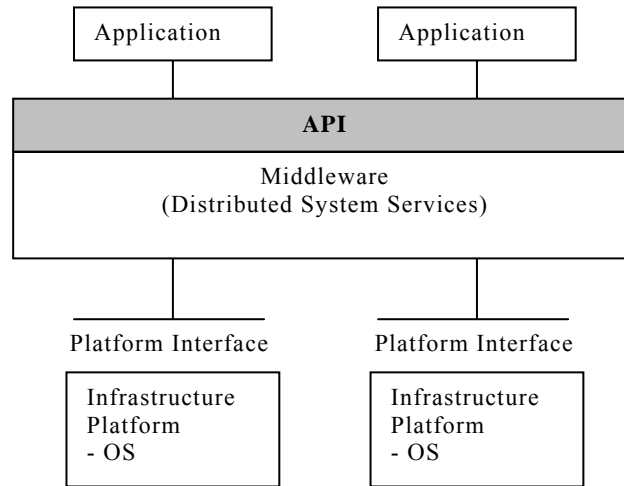 Application
Application
API
Middleware
(Distributed System Services)
Platform Interface
Platform Interface
Infrastructure
Platform
- OS
Infrastructure
Platform
- OS